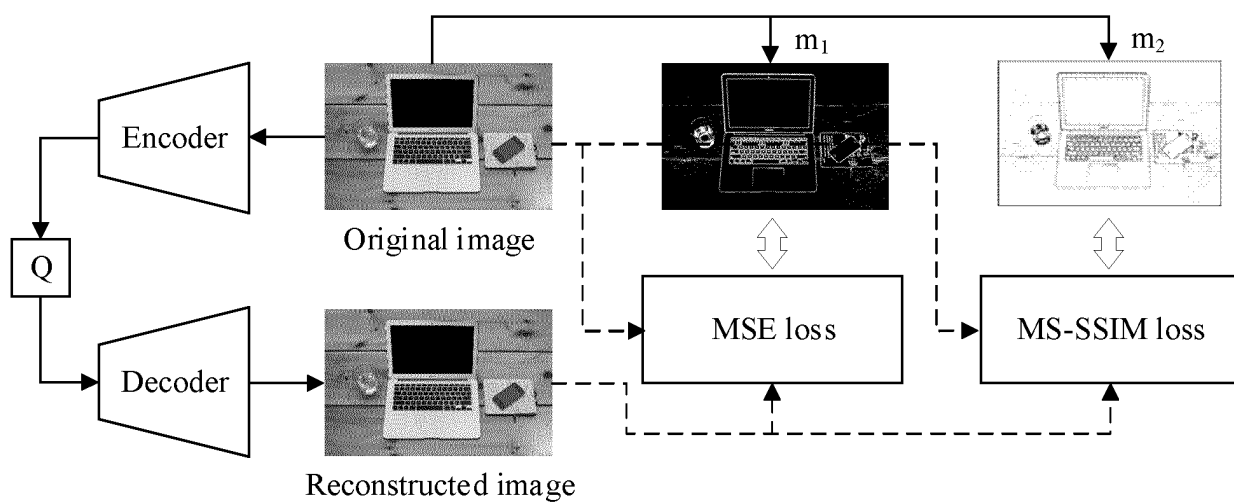 m₁
m₂
Encoder
Original image
Q
MSE loss
MS-SSIM loss
Decoder
Reconstructed image